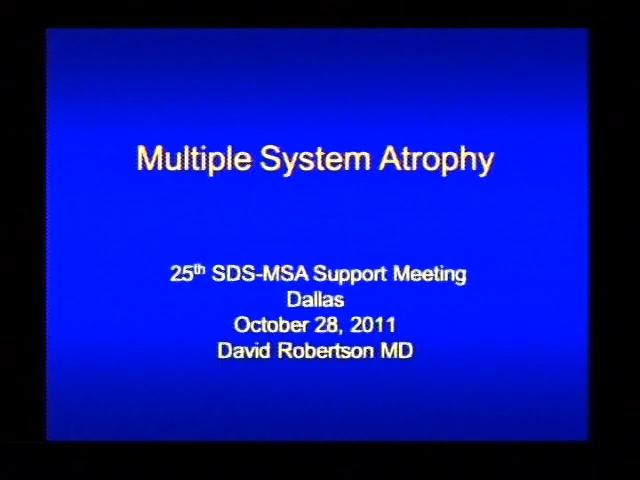 Multiple System Atrophy
25th SDS-MSA Support Meeting
Dallas
October 28, 2011
David Robertson MD